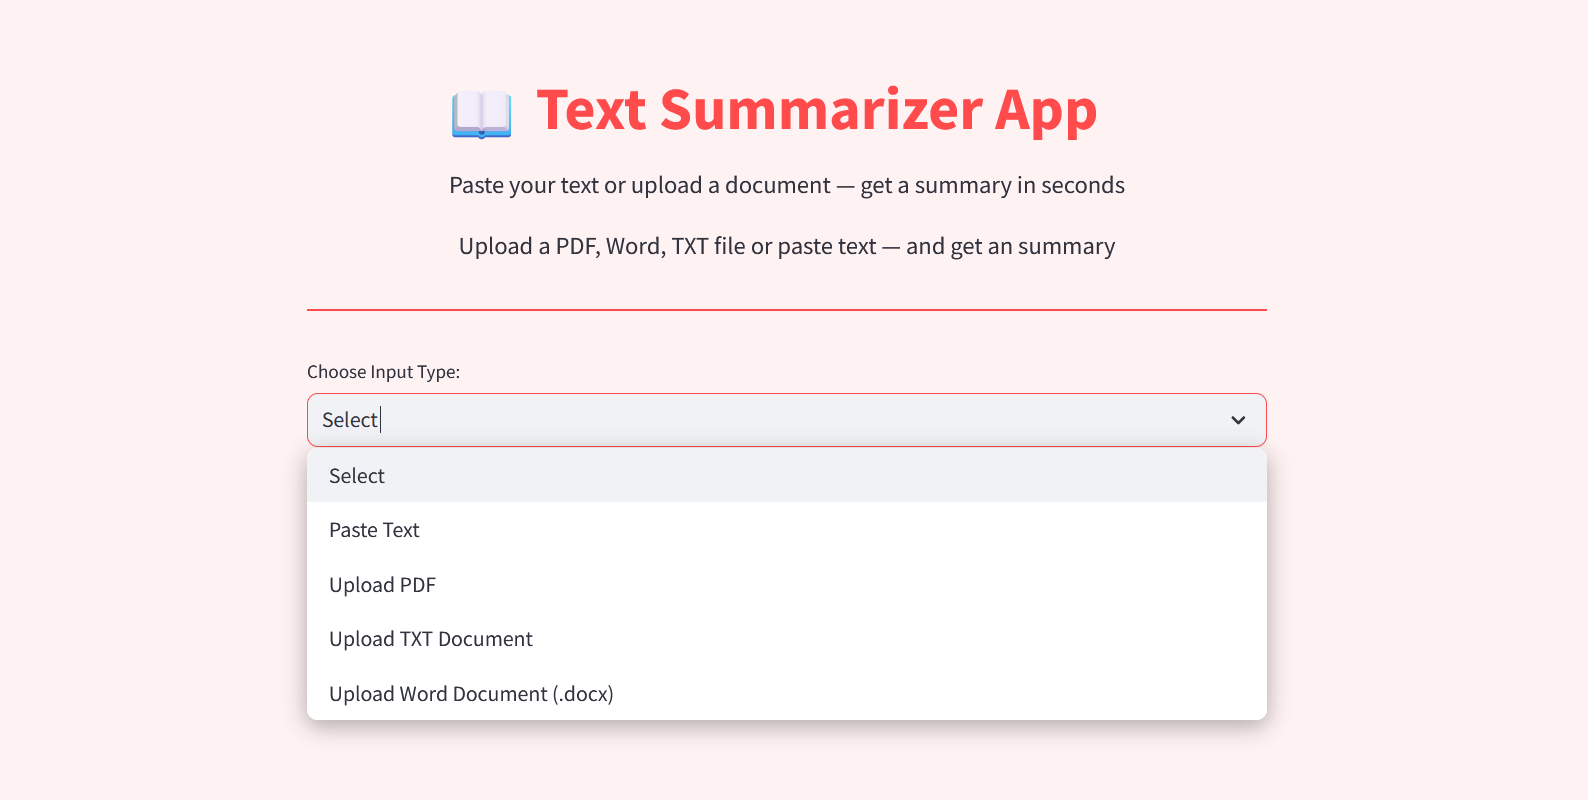 Text Summarizer App
Paste your text or upload a document — get a summary in seconds
Upload a PDF, Word, TXT file or paste text — and get an summary
Choose Input Type:
Select
Select
Paste Text
Upload PDF
Upload TXT Document
Upload Word Document (.docx)